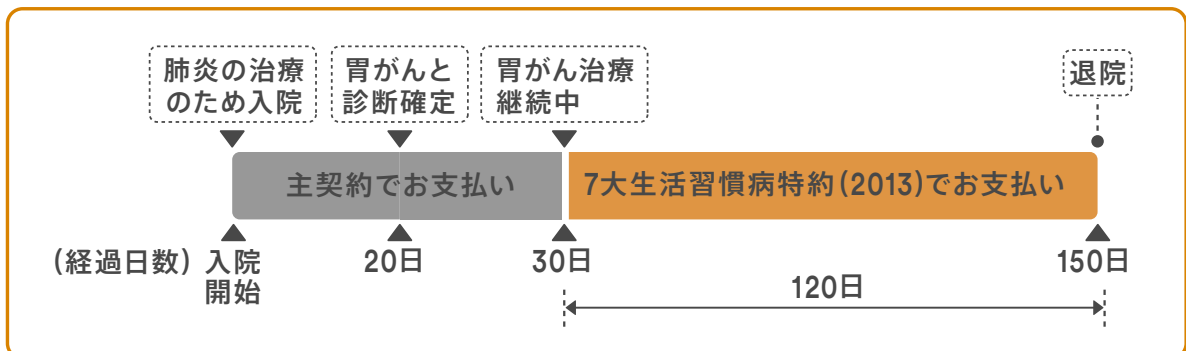 肺炎の治療
のため入院
胃がんと
診断確定
胃がん治療
継続中
退院
主契約でお支払い
7大生活習慣病特約(2013)でお支払い
(経過日数)
入院
開始
20日
30日
150日
120日